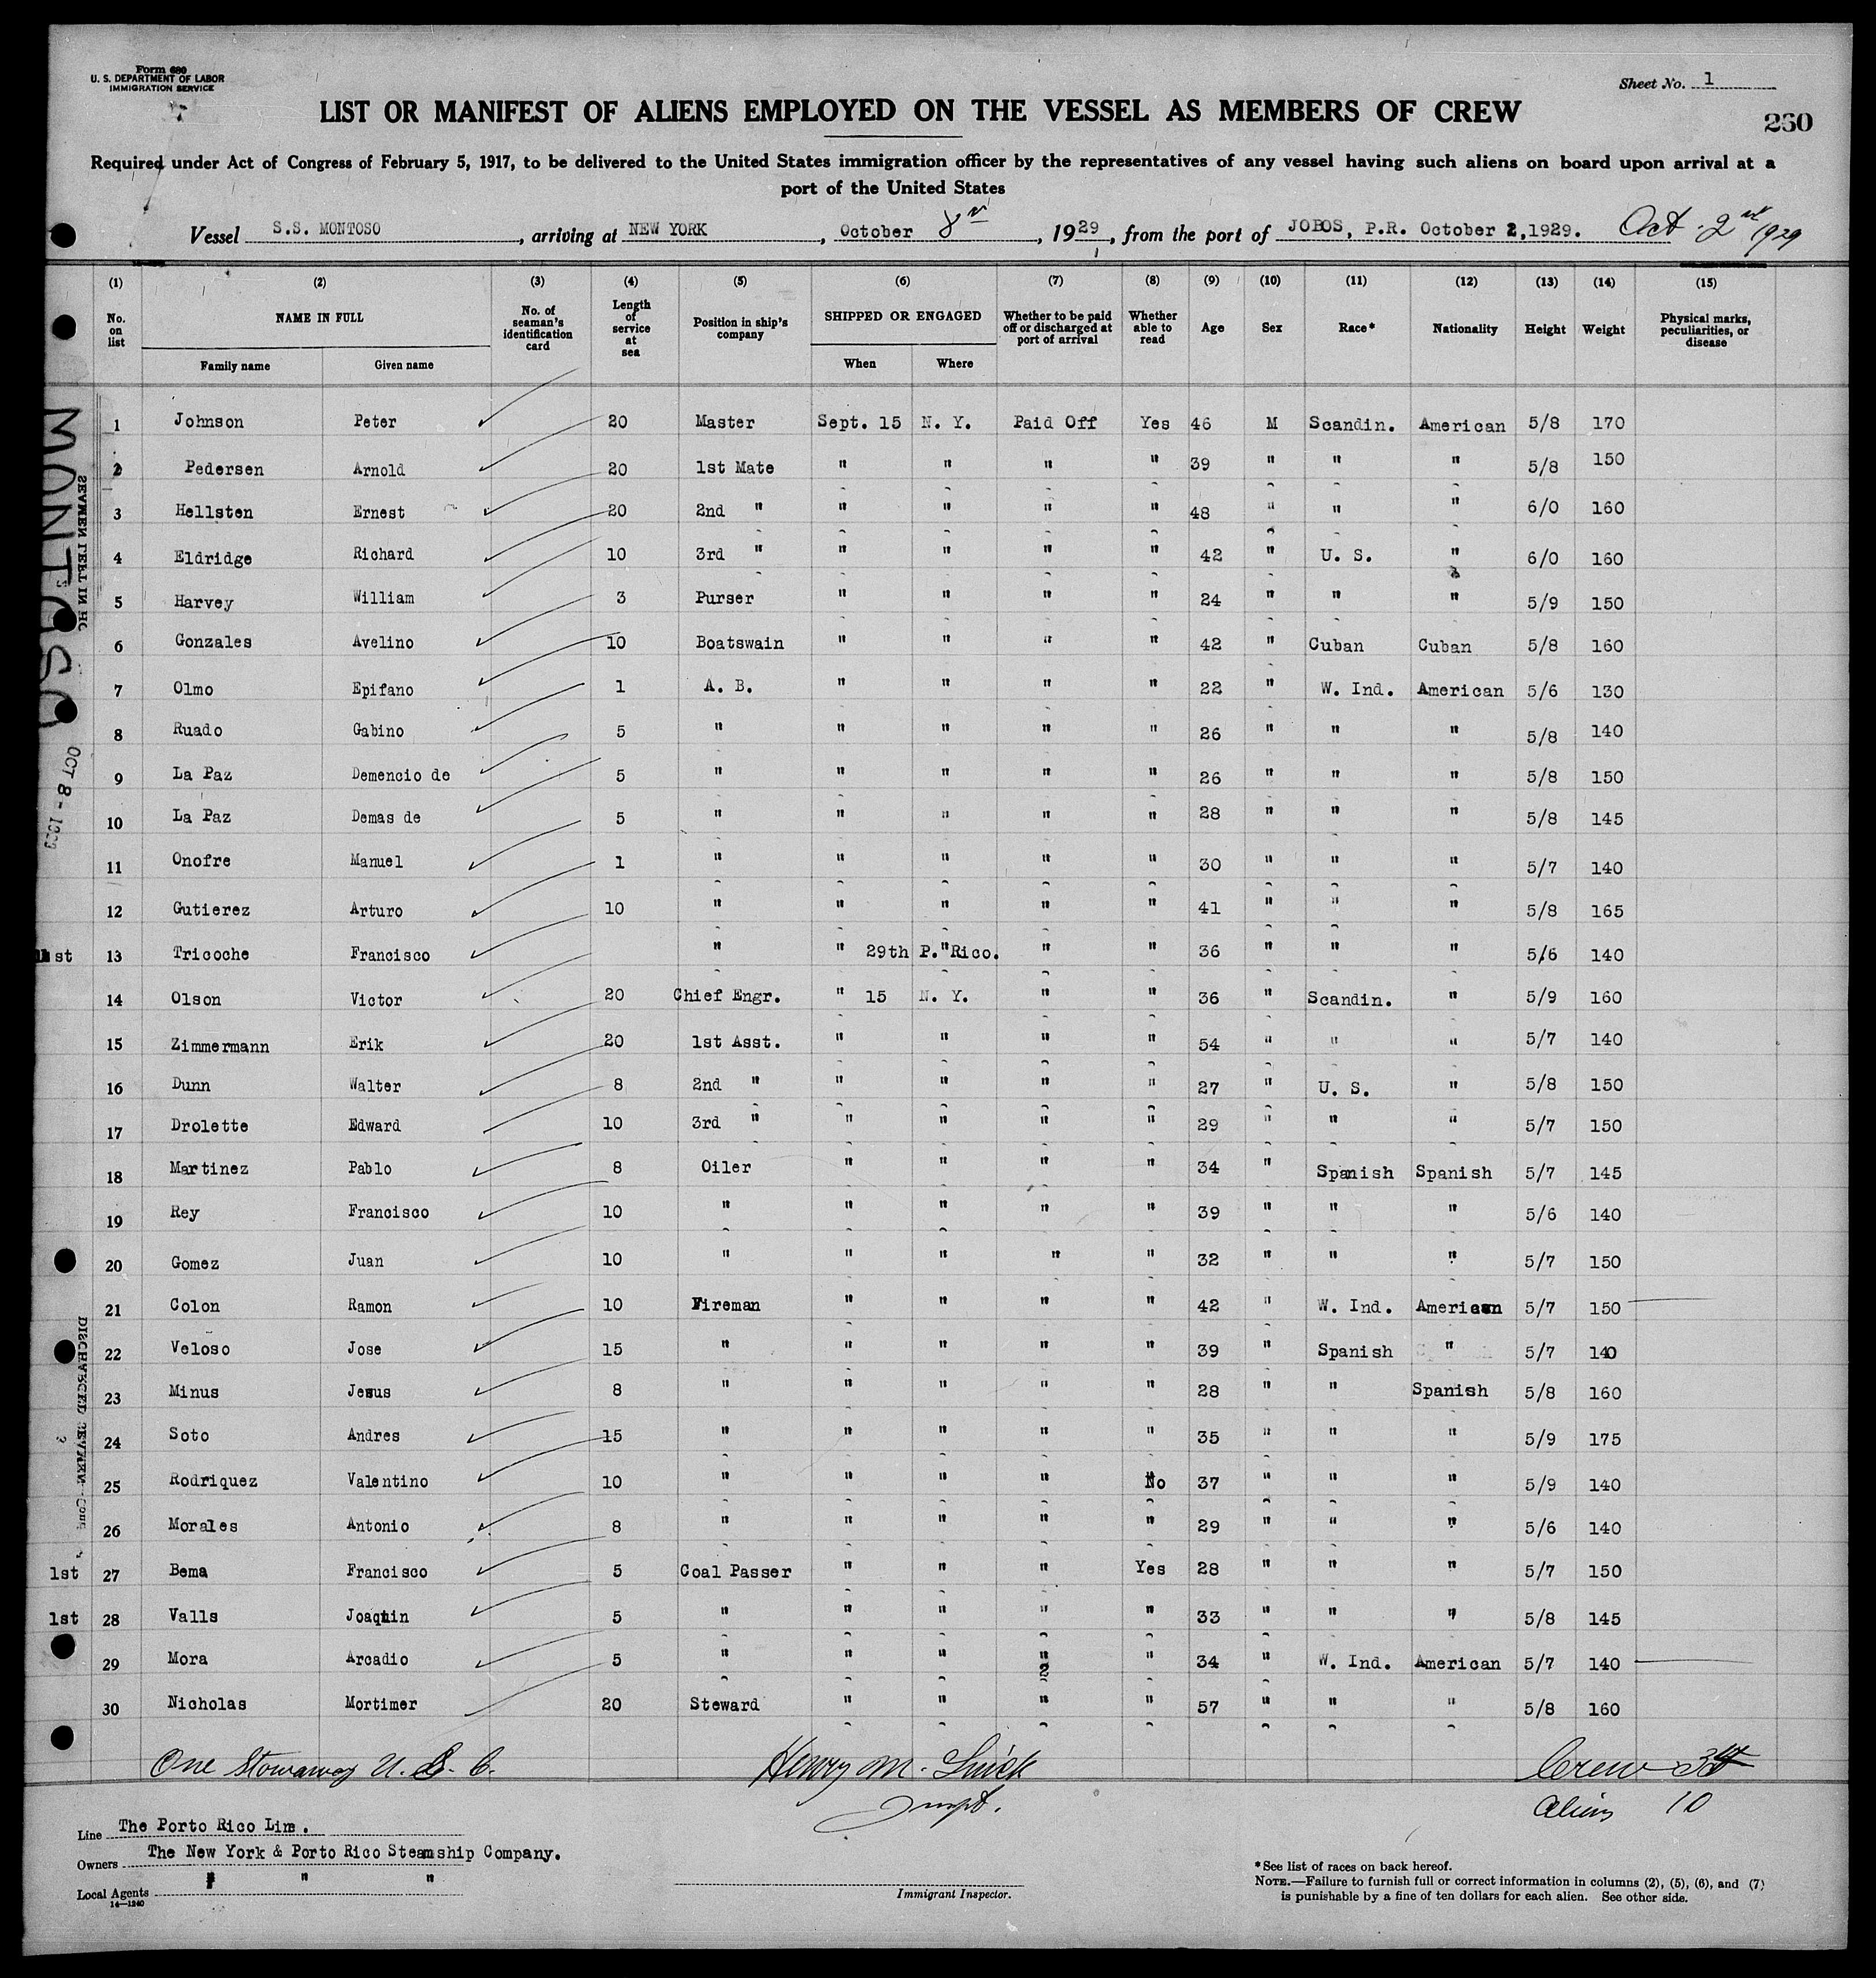 Form 680
U. S. DEPARTMENT OF LABOR
IMMIGRATION SERVICE
Sheet No. 1
LIST OR MANIFEST OF ALIENS EMPLOYED ON THE VESSEL AS MEMBERS OF CREW
230
Required under Act of Congress of February 5, 1917, to be delivered to the United States immigration officer by the representatives of any vessel having such aliens on board upon arrival at a
port of the United States
Vessel S.S. MONTOSO, arriving at NEW YORK, October 8th, 1929, from the port of JOBOS, P.R. October 2,1929. Oct. 2nd 1929
(1) (2) (3) (4) (5) (6) (7) (8) (9) (10) (11) (12) (13) (14) (15)
No. on list NAME IN FULL Family name Given name No. of seaman's identification card Length of service at sea Position in ship's company SHIPPED OR ENGAGED When Where Whether to be paid off or discharged at port of arrival Whether able to read Age Sex Race* Nationality Height Weight Physical marks, peculiarities, or disease
1 Johnson Peter 20 Master Sept. 15 N. Y. Paid Off Yes 46 M Scandin. American 5/8 170
2 Pedersen Arnold 20 1st Mate " " " " 39 " " " 5/8 150
3 Hellsten Ernest 20 2nd " " " " " 48 " " " 6/0 160
4 Eldridge Richard 10 3rd " " " " " 42 " U. S. " 6/0 160
5 Harvey William 3 Purser " " " " 24 " " " 5/9 150
6 Gonzales Avelino 10 Boatswain " " " " 42 " Cuban Cuban 5/8 160
7 Olmo Epifano 1 A. B. " " " " 22 " W. Ind. American 5/6 130
8 Ruado Gabino 5 " " " " " 26 " " " 5/8 140
9 La Paz Demencio de 5 " " " " " 26 " " " 5/8 150
10 La Paz Demas de 5 " " " " " 28 " " " 5/8 145
11 Onofre Manuel 1 " " " " " 30 " " " 5/7 140
12 Gutierez Arturo 10 " " " " " 41 " " " 5/8 165
1st 13 Tricoche Francisco " " 29th P. Rico. " " 36 " " " 5/6 140
14 Olson Victor 20 Chief Engr. " 15 N. Y. " " 36 " Scandin. " 5/9 160
15 Zimmermann Erik 20 1st Asst. " " " " 54 " " " 5/7 140
16 Dunn Walter 8 2nd " " " " " 27 " U. S. " 5/8 150
17 Drolette Edward 10 3rd " " " " " 29 " " " 5/7 150
18 Martinez Pablo 8 Oiler " " " " 34 " Spanish Spanish 5/7 145
19 Rey Francisco 10 " " " " " 39 " " " 5/6 140
20 Gomez Juan 10 " " " " " 32 " " " 5/7 150
21 Colon Ramon 10 Fireman " " " " 42 " W. Ind. American 5/7 150
22 Veloso Jose 15 " " " " " 39 " Spanish " 5/7 140
23 Minus Jesus 8 " " " " " 28 " " Spanish 5/8 160
24 Soto Andres 15 " " " " " 35 " " " 5/9 175
25 Rodriquez Valentino 10 " " " " No 37 " " " 5/9 140
26 Morales Antonio 8 " " " " " 29 " " " 5/6 140
1st 27 Bema Francisco 5 Coal Passer " " " Yes 28 " " " 5/7 150
1st 28 Valls Joaquin 5 " " " " " 33 " " " 5/8 145
29 Mora Arcadio 5 " " " " " 34 " W. Ind. American 5/7 140
30 Nicholas Mortimer 20 Steward " " " " 57 " " " 5/8 160
One Stowaway U. S. C.
Henry M.
Inspt.
Crew
Aliens 10
MONTOSO
OCT 8 - 1929
Line The Porto Rico Line.
Owners The New York & Porto Rico Steamship Company.
Local Agents " " "
14—1240
Immigrant Inspector.
*See list of races on back hereof.
NOTE.—Failure to furnish full or correct information in columns (2), (5), (6), and (7)
is punishable by a fine of ten dollars for each alien. See other side.